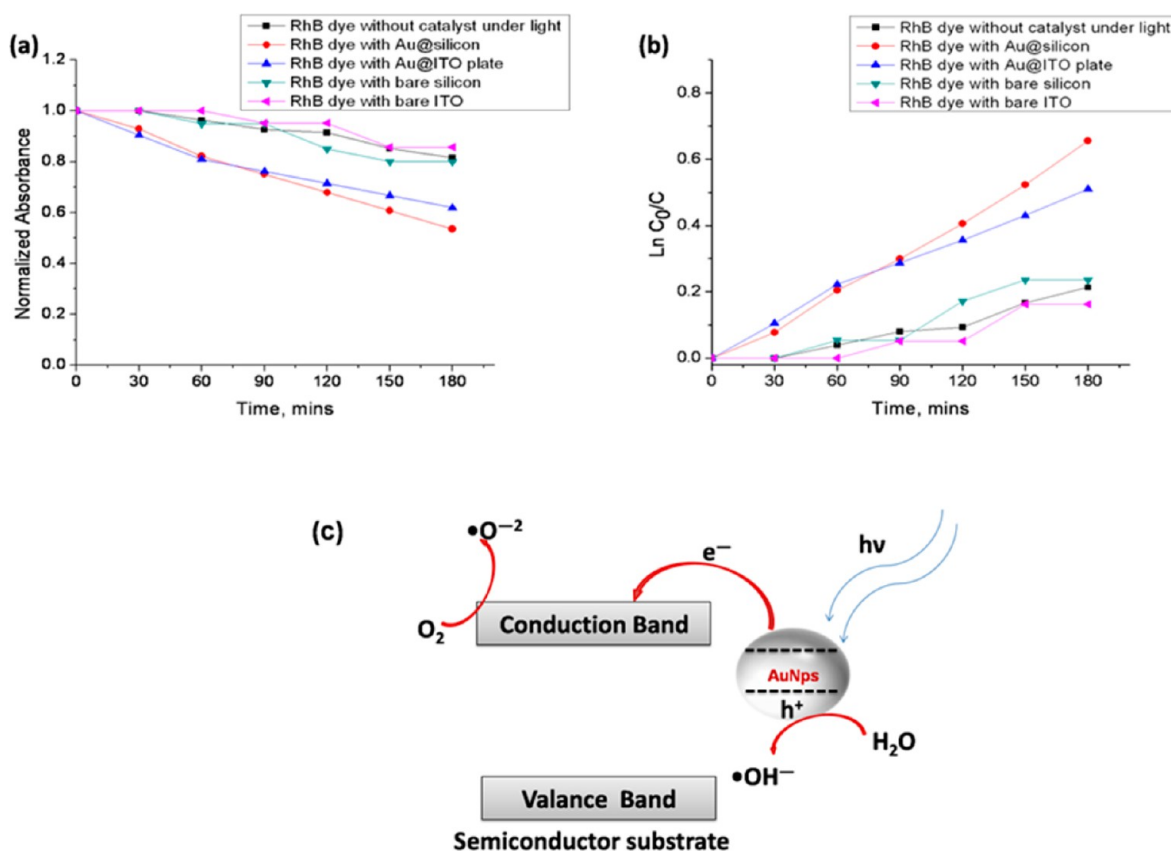 (a)
RhB dye without catalyst under light
RhB dye with Au@silicon
RhB dye with Au@ITO plate
RhB dye with bare silicon
RhB dye with bare ITO
1.2
1.0
0.8
0.6
0.4
0.2
0.0
Normalized Absorbance
0 30 60 90 120 150 180
Time, mins
(b)
RhB dye without catalyst under light
RhB dye with Au@silicon
RhB dye with Au@ITO plate
RhB dye with bare silicon
RhB dye with bare ITO
0.6
0.4
0.2
0.0
Ln C₀/C
0 30 60 90 120 150 180
Time, mins
(c)
•O⁻²
e⁻
hν
O₂
Conduction Band
AuNps
h⁺
H₂O
•OH⁻
Valance Band
Semiconductor substrate